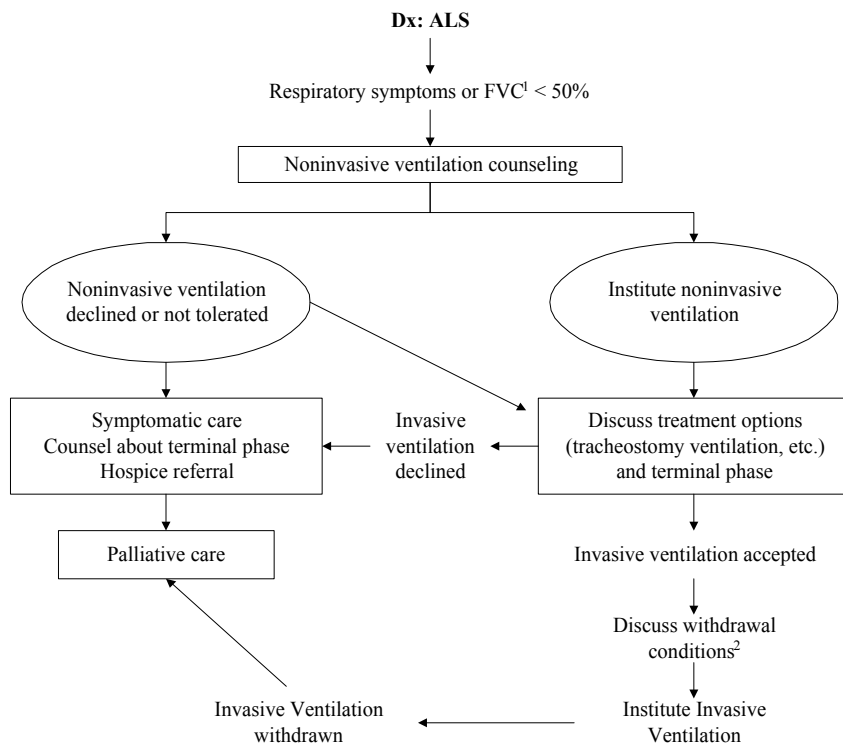 Dx: ALS
Respiratory symptoms or FVC¹ < 50%
Noninvasive ventilation counseling
Noninvasive ventilation
declined or not tolerated
Institute noninvasive
ventilation
Symptomatic care
Counsel about terminal phase
Hospice referral
Invasive
ventilation
declined
Discuss treatment options
(tracheostomy ventilation, etc.)
and terminal phase
Palliative care
Invasive ventilation accepted
Discuss withdrawal
conditions²
Invasive Ventilation
withdrawn
Institute Invasive
Ventilation